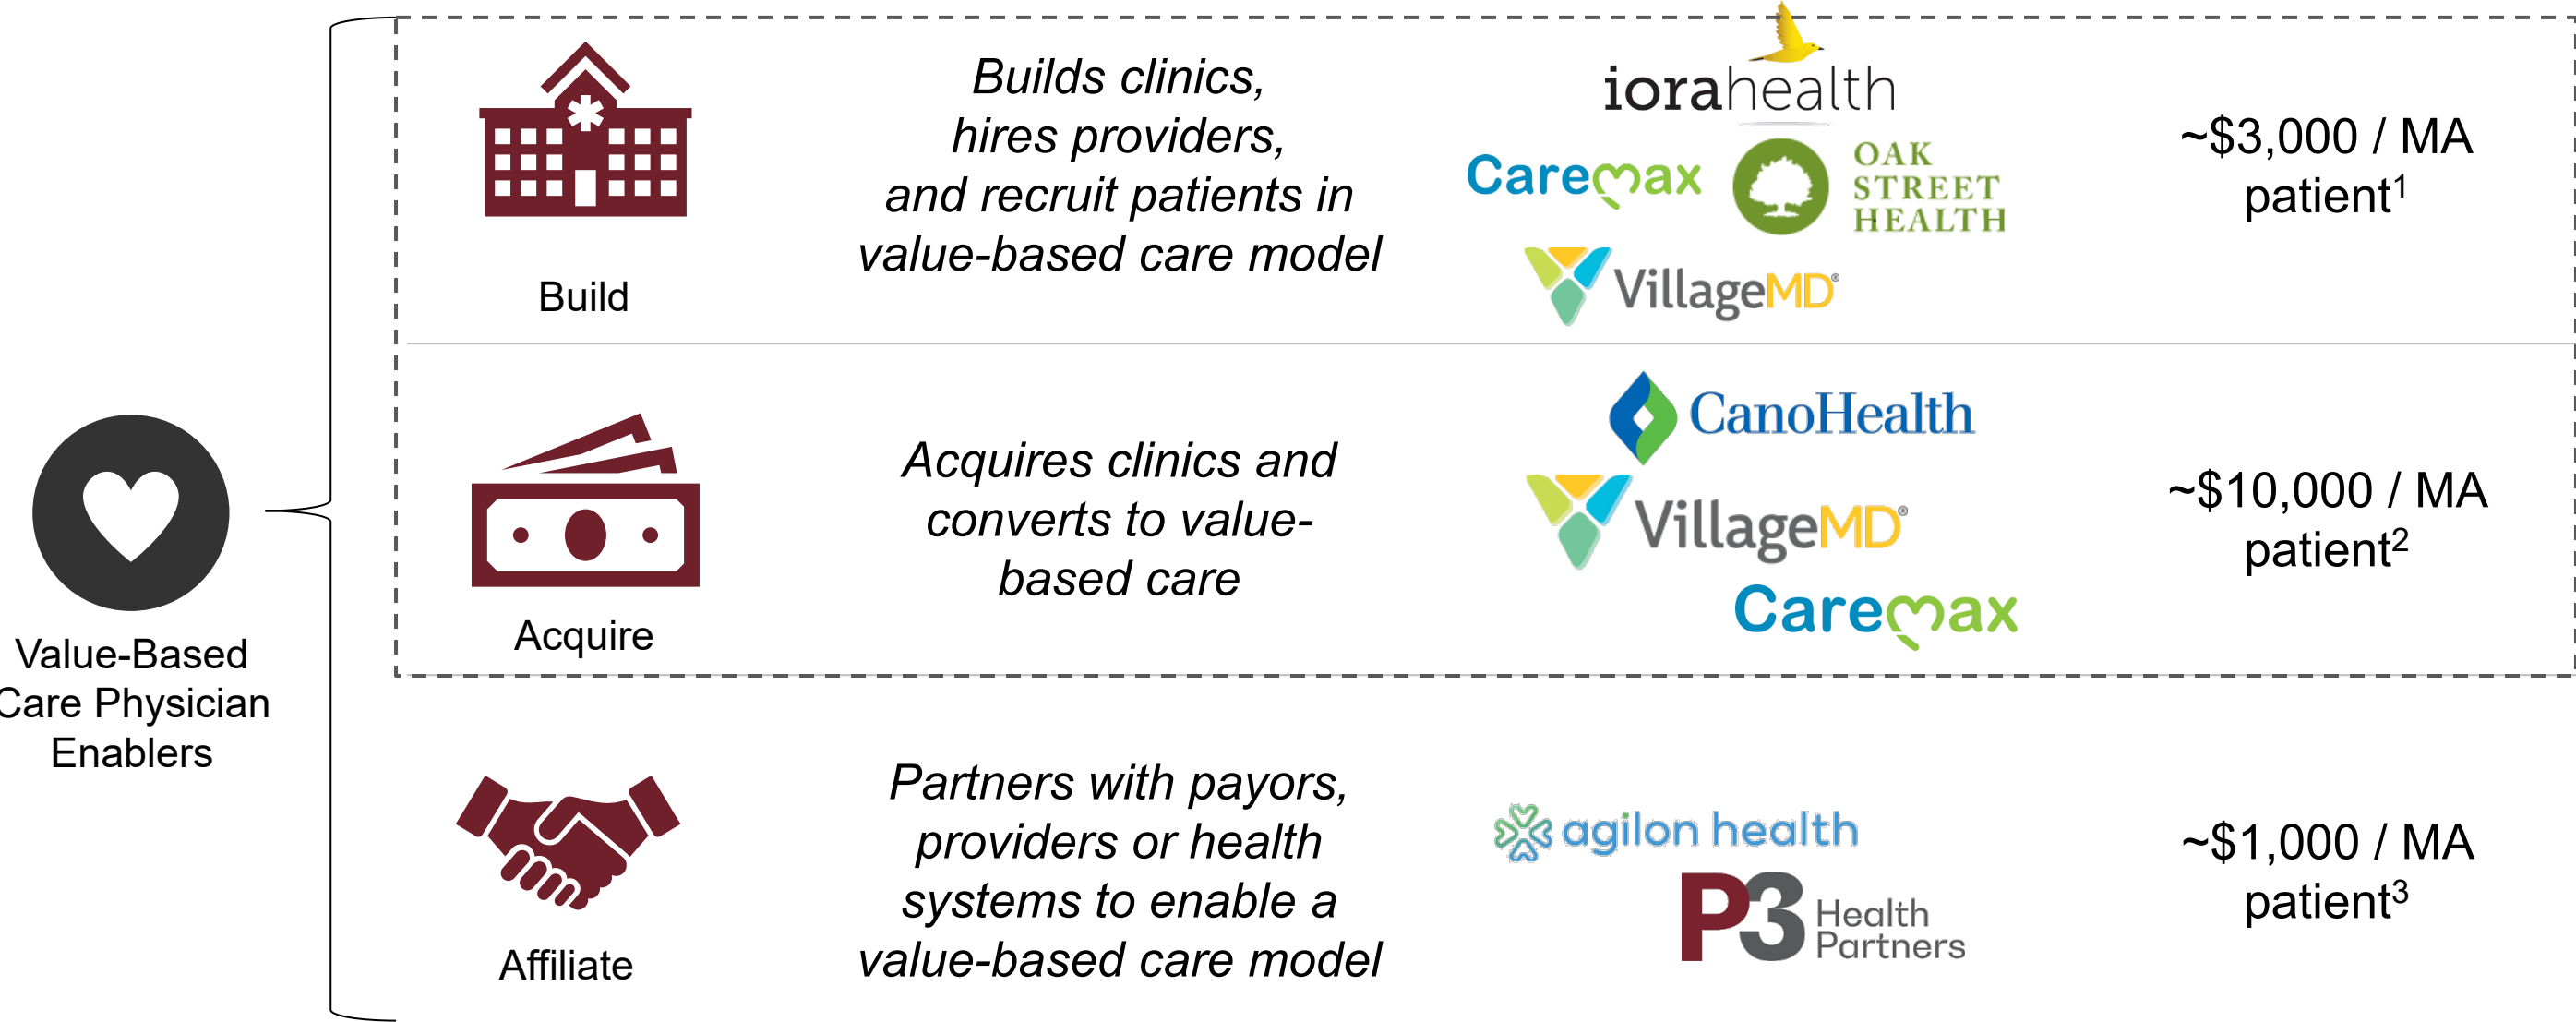 Builds clinics,
hires providers,
and recruit patients in
value-based care model
Build
iorahealth
Caremax
OAK
STREET
HEALTH
VillageMD®
~$3,000 / MA
patient1
Acquires clinics and
converts to value-
based care
Acquire
CanoHealth
VillageMD®
Caremax
~$10,000 / MA
patient2
Value-Based
Care Physician
Enablers
Partners with payors,
providers or health
systems to enable a
value-based care model
Affiliate
agilon health
P3 Health
Partners
~$1,000 / MA
patient3